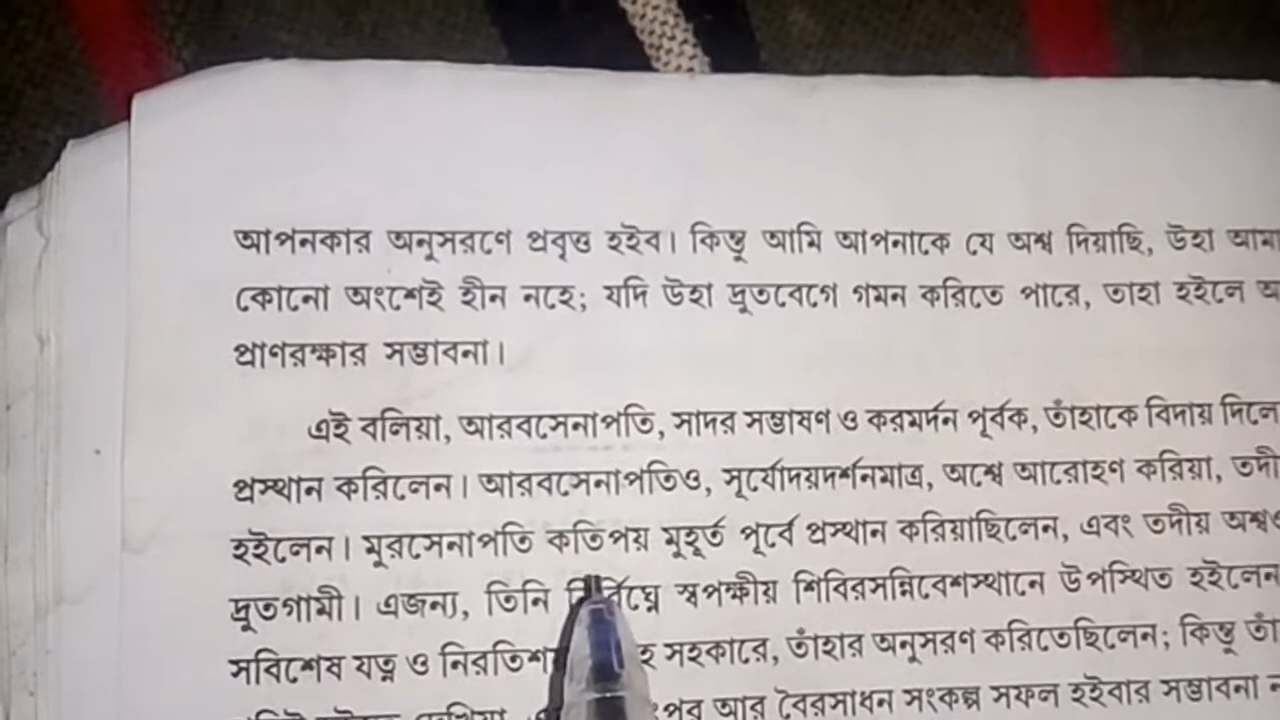 আপনকার অনুসরণে প্রবৃত্ত হইব। কিন্তু আমি আপনাকে যে অশ্ব দিয়াছি, উহা
কোনো অংশেই হীন নহে; যদি উহা দ্রুতবেগে গমন করিতে পারে, তাহা হইলে
প্রাণরক্ষার সম্ভাবনা।
এই বলিয়া, আরবসেনাপতি, সাদর সম্ভাষণ ও করমর্দন পূর্বক, তাঁহাকে বিদায়
প্রস্থান করিলেন। আরবসেনাপতিও, সূর্যোদয়দর্শনমাত্র, অশ্বে আরোহণ করিয়া,
হইলেন। মূরসেনাপতি কতিপয় মুহূর্ত পূর্বে প্রস্থান করিয়াছিলেন, এবং তদীয়
দ্রুতগামী। এজন্য, তিনি স্বপক্ষীয় শিবিরসন্নিবেশস্থানে উপস্থিত হইলেন
সবিশেষ যত্ন ও সহকারে, তাঁহার অনুসরণ করিতেছিলেন; কিন্তু
আর বৈরসাধন সংকল্প সফল হইবার সম্ভাবনা